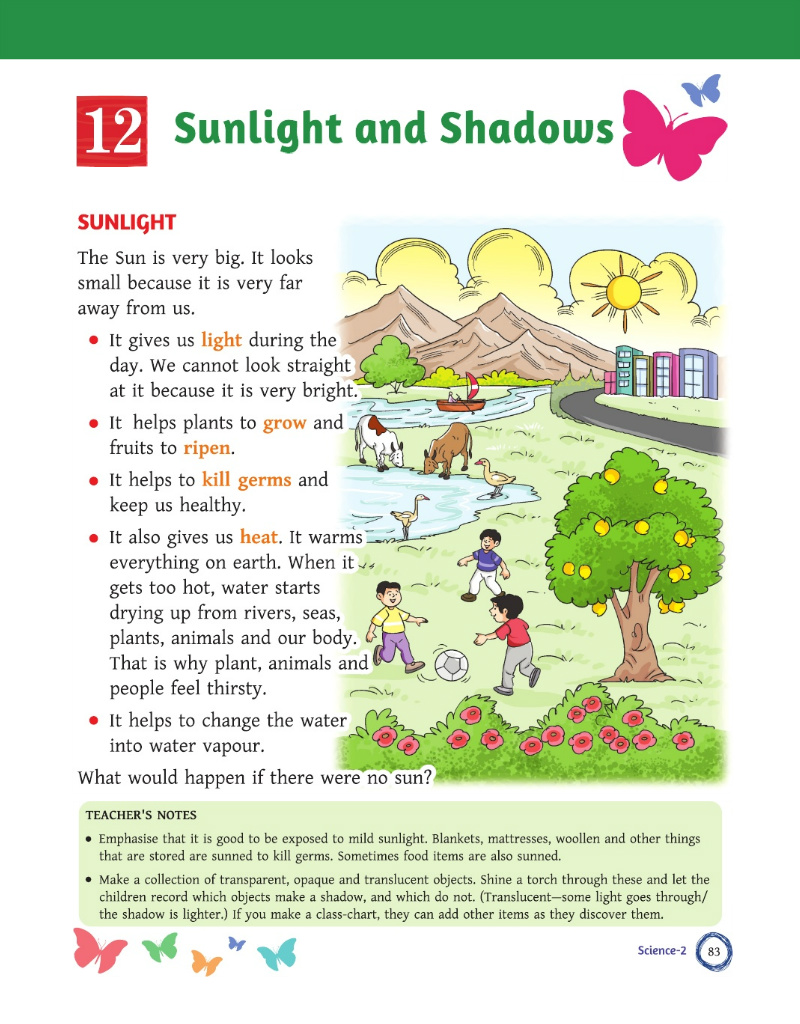 12
Sunlight and Shadows
SUNLIGHT
The Sun is very big. It looks
small because it is very far
away from us.
• It gives us light during the
day. We cannot look straight
at it because it is very bright.
• It helps plants to grow and
fruits to ripen.
• It helps to kill germs and
keep us healthy.
• It also gives us heat. It warms
everything on earth. When it
gets too hot, water starts
drying up from rivers, seas,
plants, animals and our body.
That is why plant, animals and
people feel thirsty.
• It helps to change the water
into water vapour.
What would happen if there were no sun?
TEACHER'S NOTES
• Emphasise that it is good to be exposed to mild sunlight. Blankets, mattresses, woollen and other things
that are stored are sunned to kill germs. Sometimes food items are also sunned.
• Make a collection of transparent, opaque and translucent objects. Shine a torch through these and let the
children record which objects make a shadow, and which do not. (Translucent—some light goes through/
the shadow is lighter.) If you make a class-chart, they can add other items as they discover them.
Science-2
83